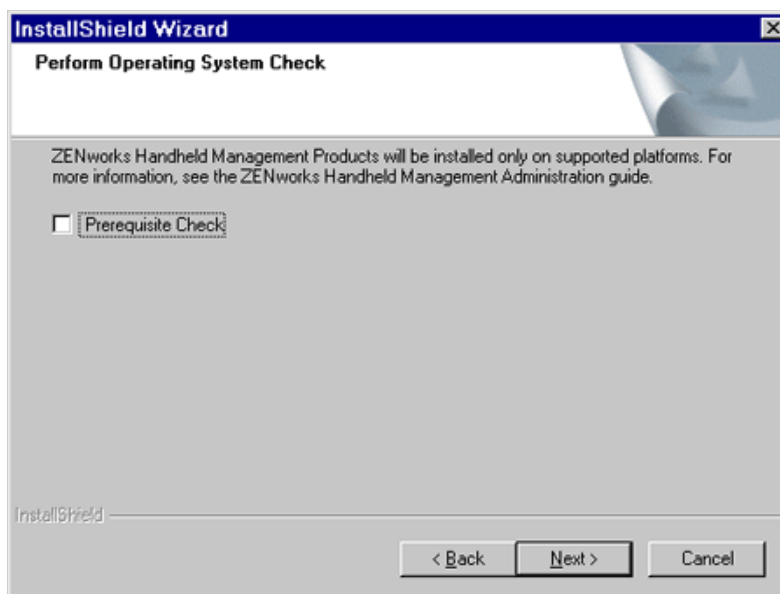 InstallShield Wizard
Perform Operating System Check
ZENworks Handheld Management Products will be installed only on supported platforms. For
more information, see the ZENworks Handheld Management Administration guide.
Prerequisite Check
InstallShield
< Back
Next >
Cancel